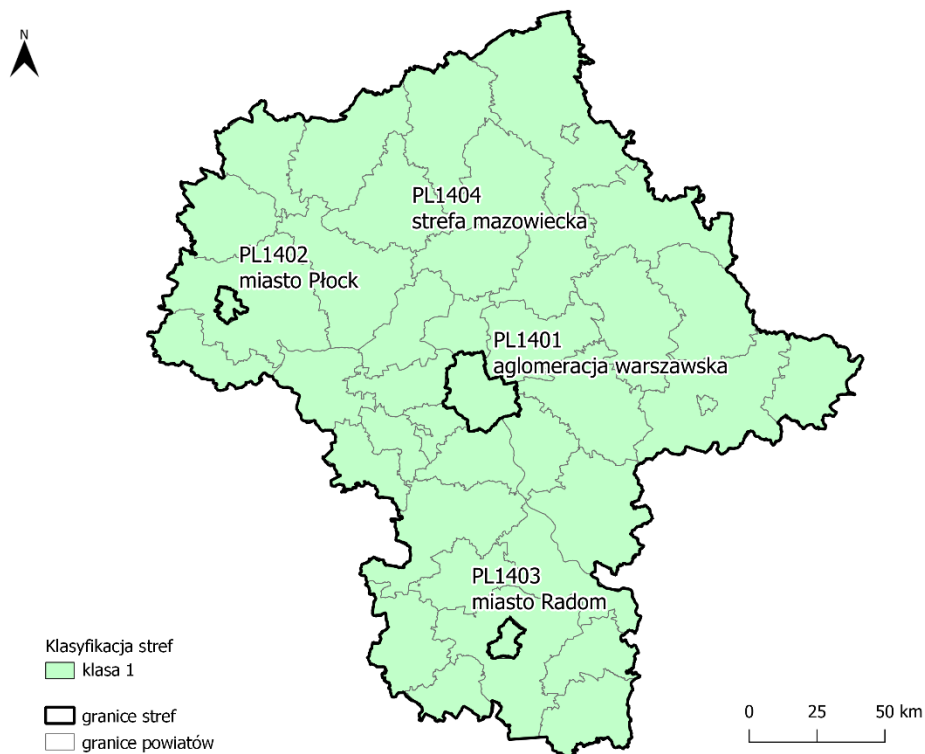 N
PL1404
strefa mazowiecka
PL1402
miasto Płock
PL1401
aglomeracja warszawska
PL1403
miasto Radom
Klasyfikacja stref
klasa 1
granice stref
granice powiatów
0 25 50 km